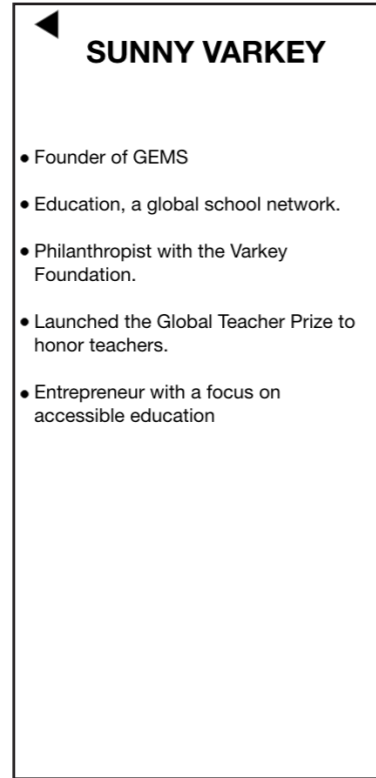 SUNNY VARKEY
• Founder of GEMS
• Education, a global school network.
• Philanthropist with the Varkey
Foundation.
• Launched the Global Teacher Prize to
honor teachers.
• Entrepreneur with a focus on
accessible education